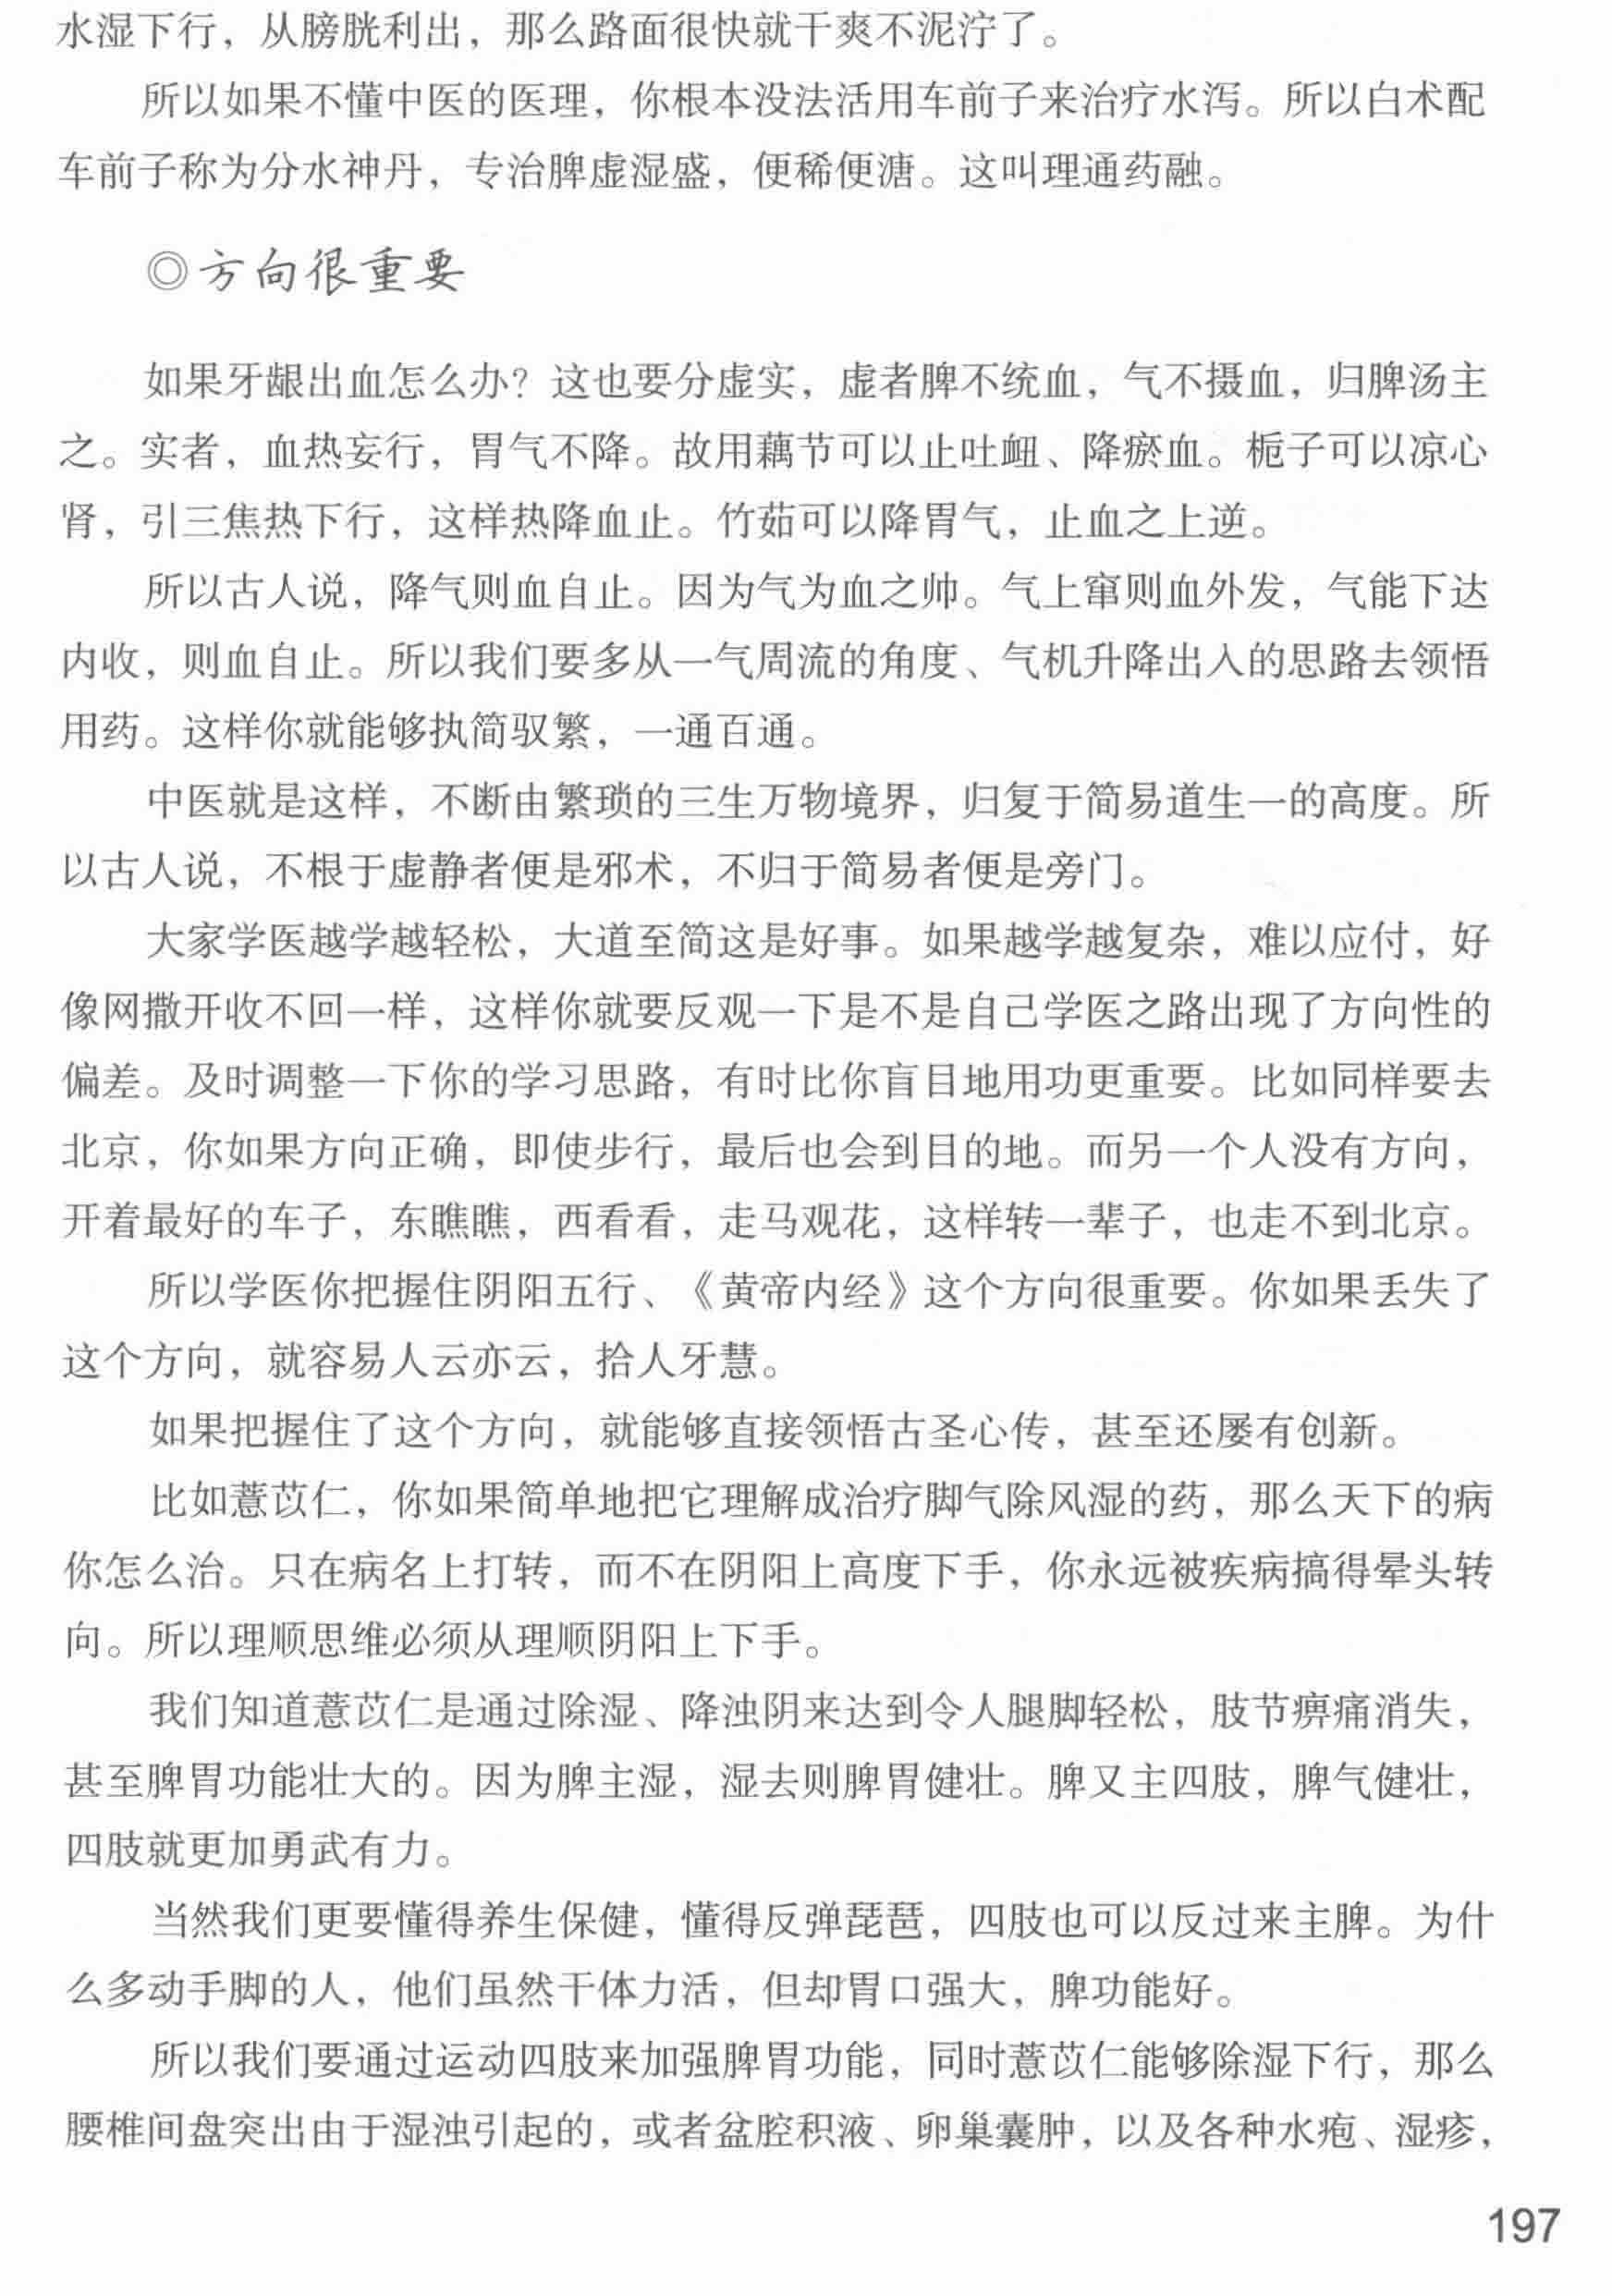 水湿下行，从膀胱利出，那么路面很快就干爽不泥泞了。
所以如果不懂中医的医理，你根本没法活用车前子来治疗水泻。所以白术配
车前子称为分水神丹，专治脾虚湿盛，便稀便溏。这叫理通药融。
◎方向很重要
如果牙龈出血怎么办？这也要分虚实，虚者脾不统血，气不摄血，归脾汤主
之。实者，血热妄行，胃气不降。故用藕节可以止吐衄、降瘀血。栀子可以凉心
肾，引三焦热下行，这样热降血止。竹茹可以降胃气，止血之上逆。
所以古人说，降气则血自止。因为气为血之帅。气上窜则血外发，气能下达
内收，则血自止。所以我们要多从一气周流的角度、气机升降出入的思路去领悟
用药。这样你就能够执简驭繁，一通百通。
中医就是这样，不断由繁琐的三生万物境界，归复于简易道生一的高度。所
以古人说，不根于虚静者便是邪术，不归于简易者便是旁门。
大家学医越学越轻松，大道至简这是好事。如果越学越复杂，难以应付，好
像网撒开收不回一样，这样你就要反观一下是不是自己学医之路出现了方向性的
偏差。及时调整一下你的学习思路，有时比你盲目地用功更重要。比如同样要去
北京，你如果方向正确，即使步行，最后也会到目的地。而另一个人没有方向，
开着最好的车子，东瞧瞧，西看看，走马观花，这样转一辈子，也走不到北京。
所以学医你把握住阴阳五行、《黄帝内经》这个方向很重要。你如果丢失了
这个方向，就容易人云亦云，拾人牙慧。
如果把握住了这个方向，就能够直接领悟古圣心传，甚至还屡有创新。
比如薏苡仁，你如果简单地把它理解成治疗脚气除风湿的药，那么天下的病
你怎么治。只在病名上打转，而不在阴阳上高度下手，你永远被疾病搞得晕头转
向。所以理顺思维必须从理顺阴阳上下手。
我们知道薏苡仁是通过除湿、降浊阴来达到令人腿脚轻松，肢节痹痛消失，
甚至脾胃功能壮大的。因为脾主湿，湿去则脾胃健壮。脾又主四肢，脾气健壮，
四肢就更加勇武有力。
当然我们更要懂得养生保健，懂得反弹琵琶，四肢也可以反过来主脾。为什
么多动手脚的人，他们虽然干体力活，但却胃口强大，脾功能好。
所以我们要通过运动四肢来加强脾胃功能，同时薏苡仁能够除湿下行，那么
腰椎间盘突出由于湿浊引起的，或者盆腔积液、卵巢囊肿，以及各种水疱、湿疹，
197